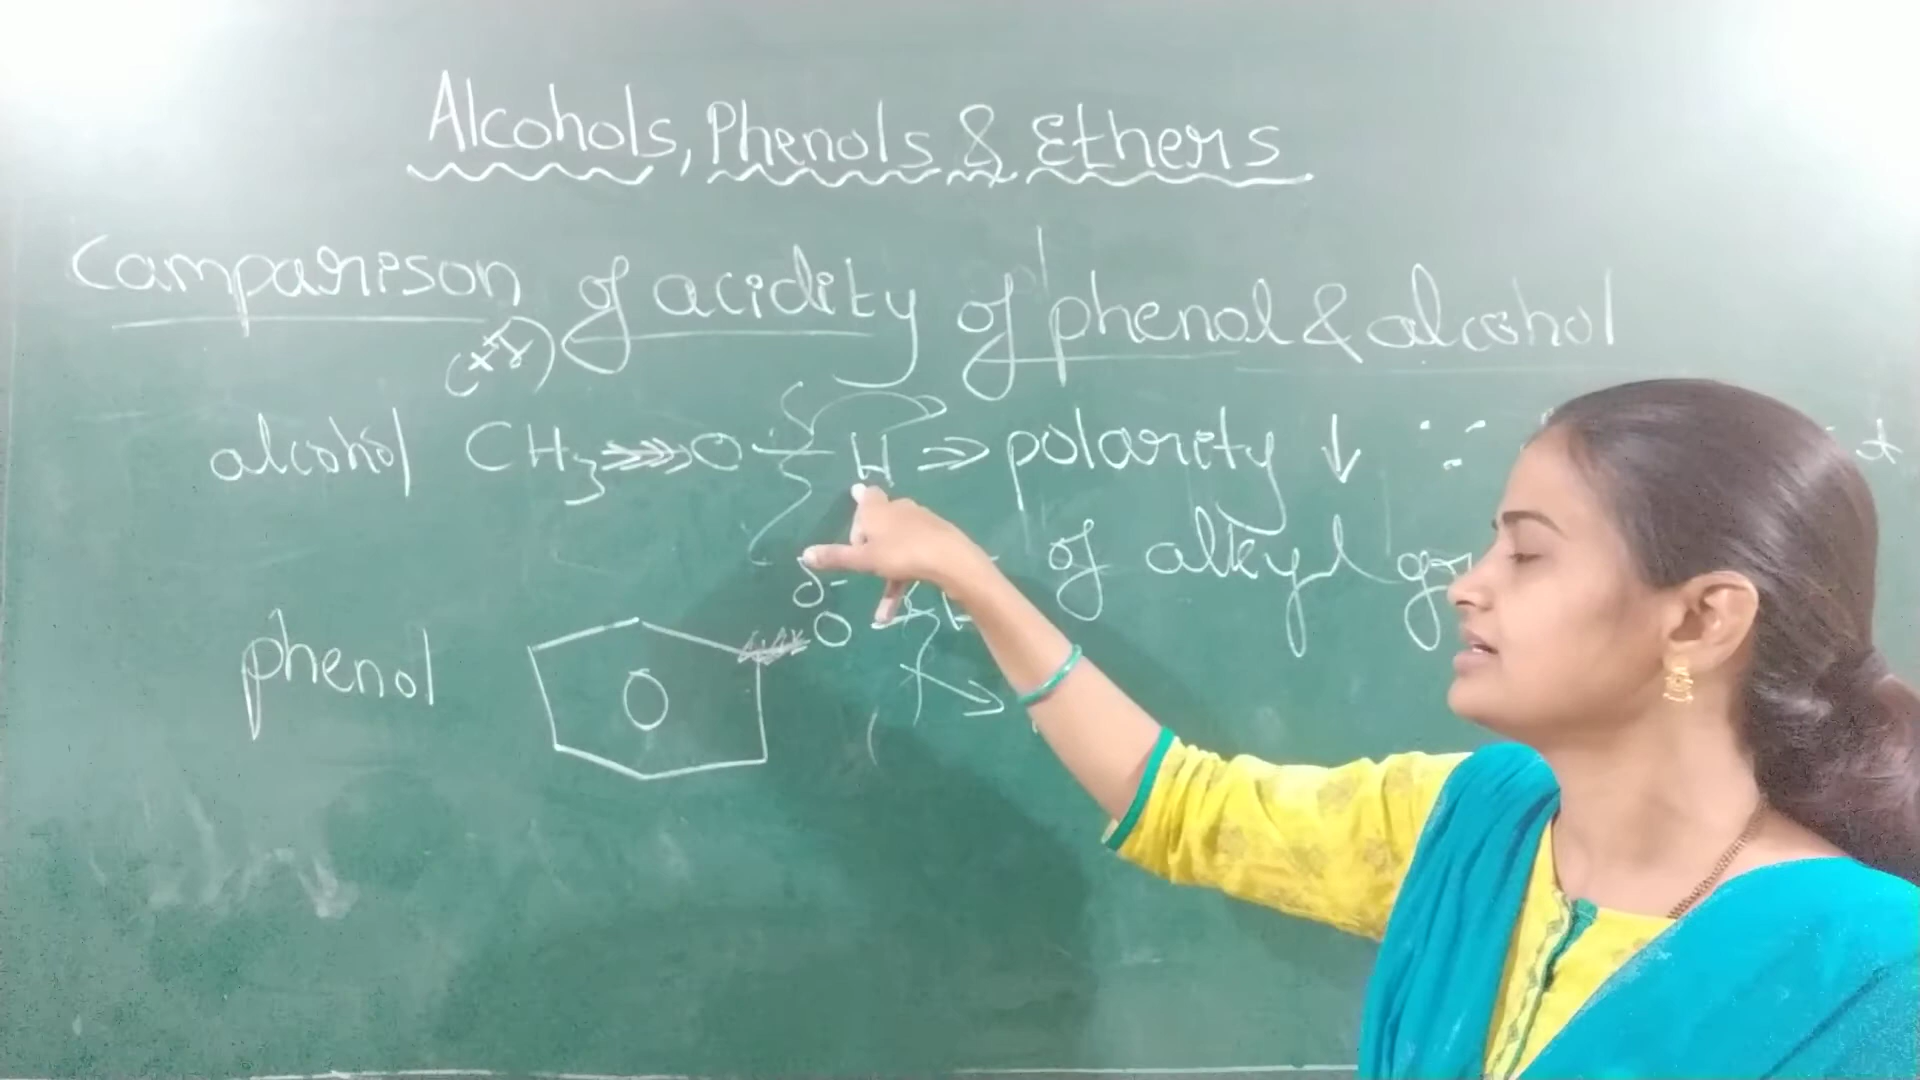 Alcohols, Phenols & Ethers
Comparison of acidity of phenol & alcohol
alcohol CH3 O H ⇒ polarity ↓ ∵
of alkyl
phenol O δ- O